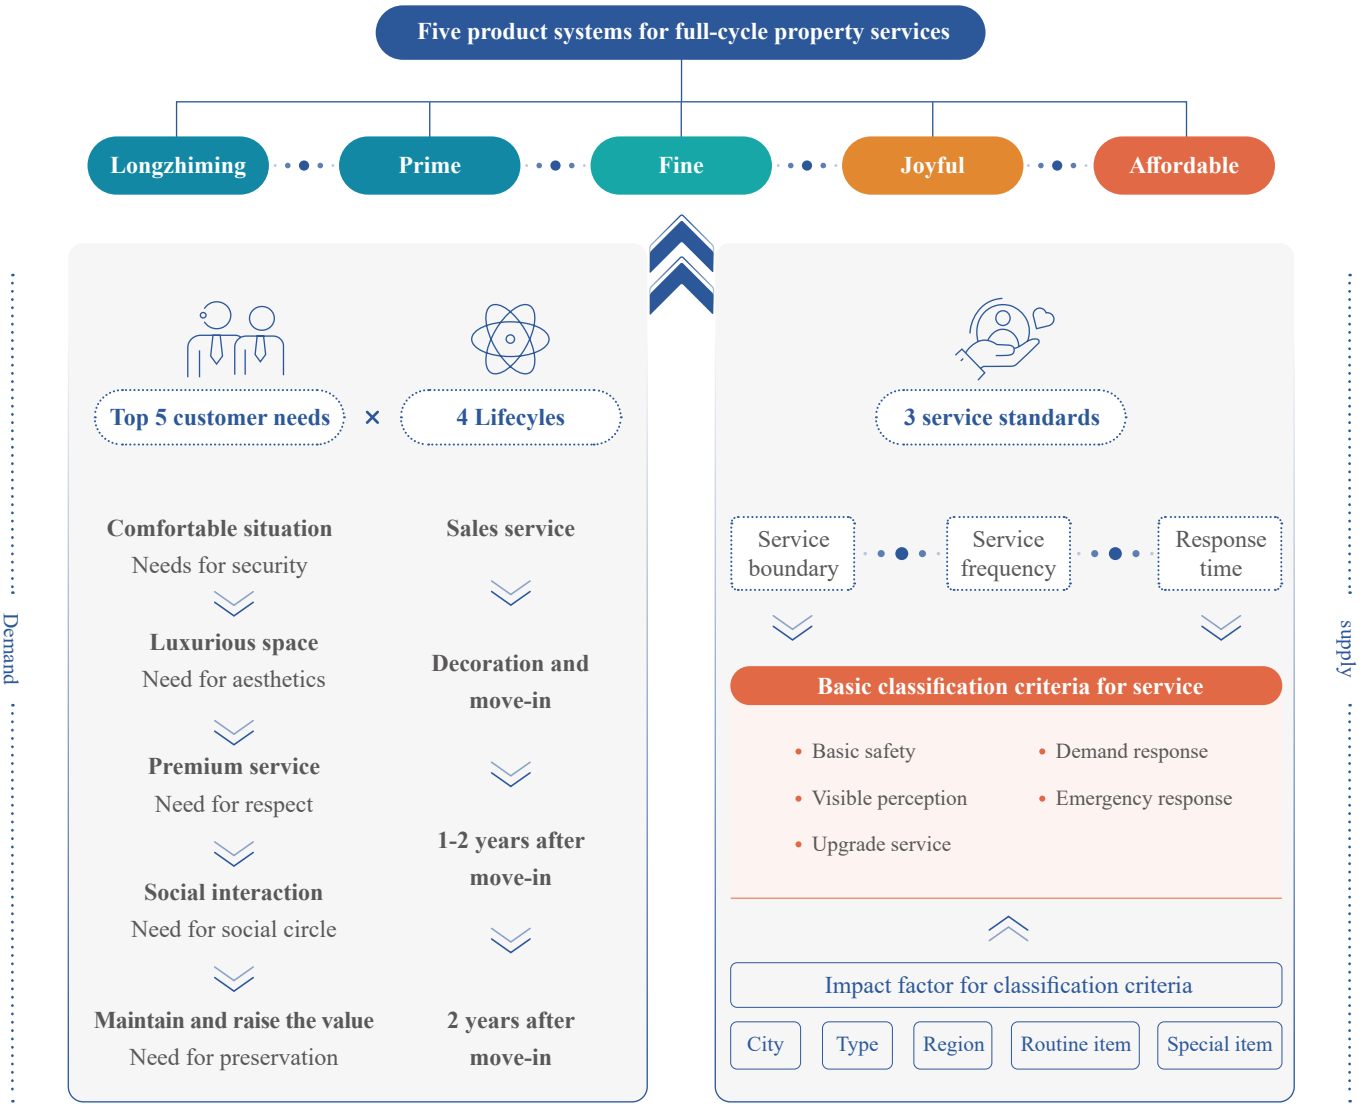 Five product systems for full-cycle property services
Longzhiming
Prime
Fine
Joyful
Affordable
Demand
Top 5 customer needs
×
4 Lifecyles
Comfortable situation
Needs for security
Luxurious space
Need for aesthetics
Premium service
Need for respect
Social interaction
Need for social circle
Maintain and raise the value
Need for preservation
Sales service
Decoration and
move-in
1-2 years after
move-in
2 years after
move-in
3 service standards
Service
boundary
Service
frequency
Response
time
Basic classification criteria for service
• Basic safety
• Visible perception
• Upgrade service
• Demand response
• Emergency response
Impact factor for classification criteria
City
Type
Region
Routine item
Special item
supply